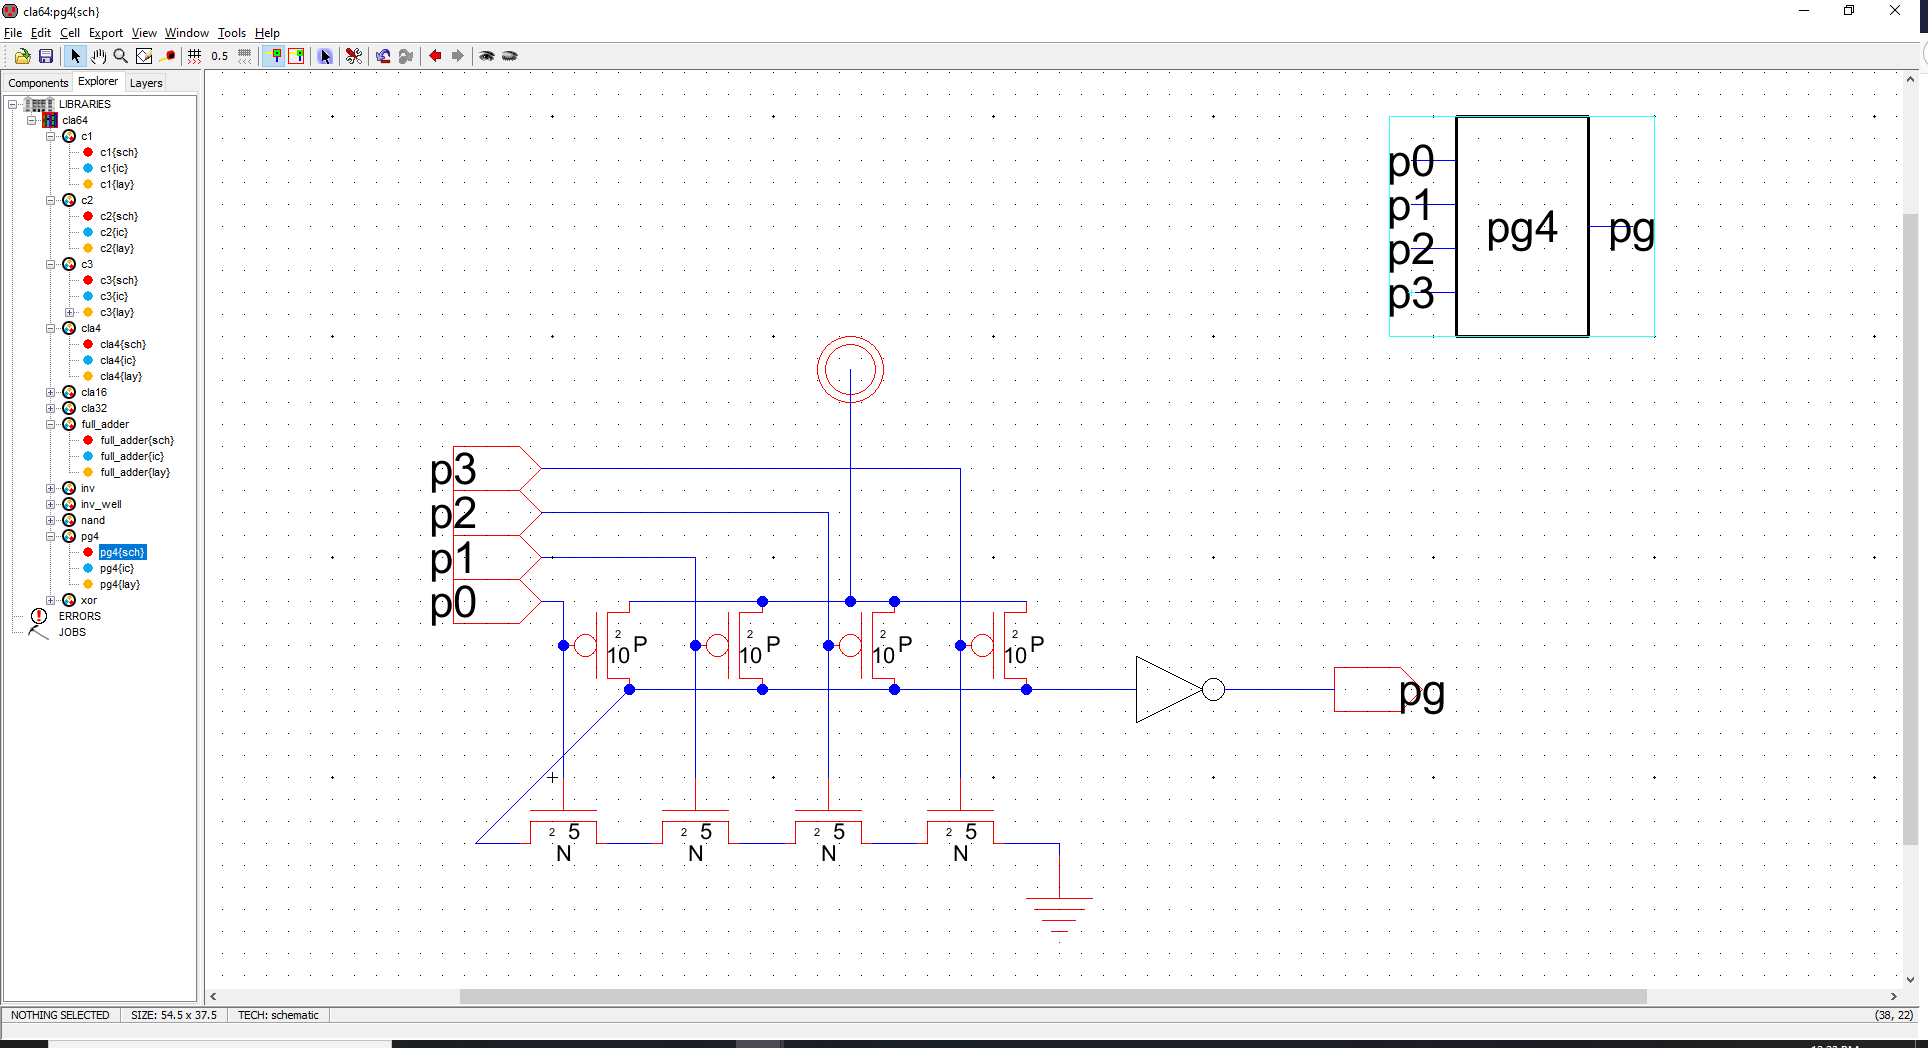 cla64:pg4{sch}
File Edit Cell Export View Window Tools Help
0.5
Components Explorer Layers
LIBRARIES
cla64
c1
c1{sch}
c1{ic}
c1{lay}
c2
c2{sch}
c2{ic}
c2{lay}
c3
c3{sch}
c3{ic}
c3{lay}
cla4
cla4{sch}
cla4{ic}
cla4{lay}
cla16
cla32
full_adder
full_adder{sch}
full_adder{ic}
full_adder{lay}
inv
inv_well
nand
pg4
pg4{sch}
pg4{ic}
pg4{lay}
xor
ERRORS
JOBS
p0
p1
p2
p3
pg4
pg
p3
p2
p1
p0
2 P
10
2 P
10
2 P
10
2 P
10
pg
2 5
N
2 5
N
2 5
N
2 5
N
NOTHING SELECTED SIZE: 54.5 x 37.5 TECH: schematic (38, 22)